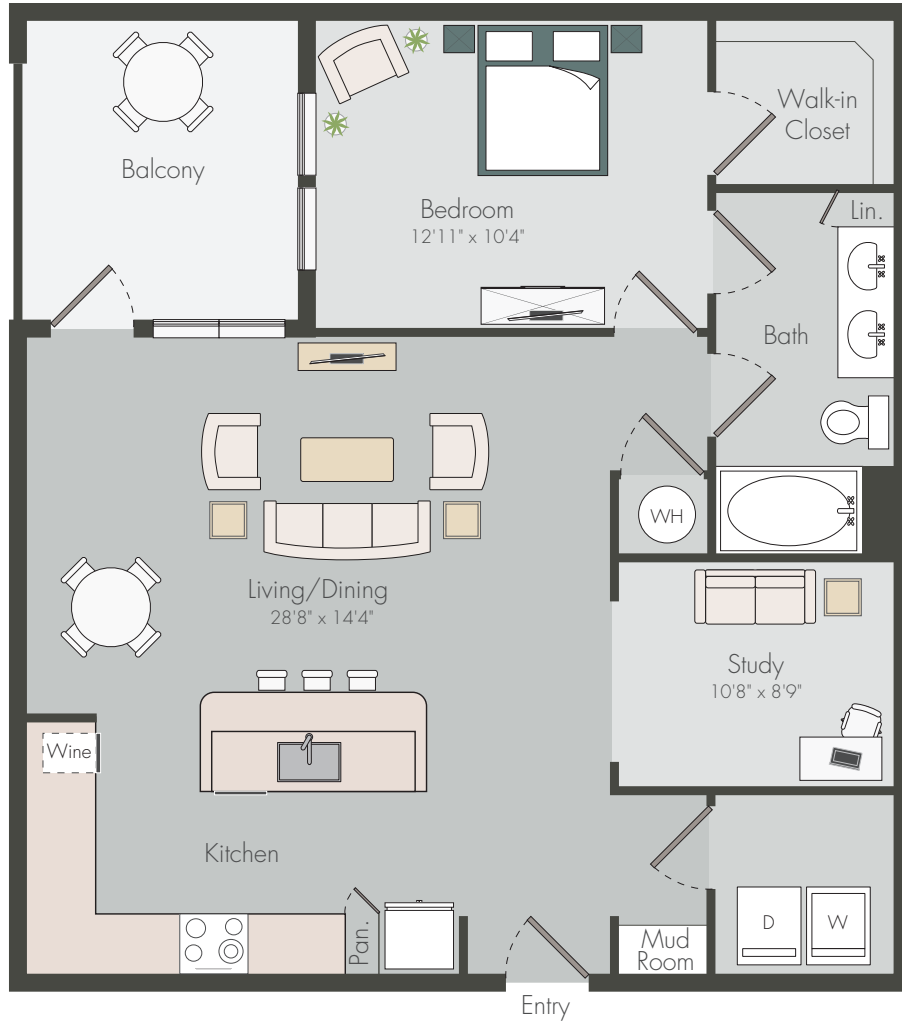 Balcony
Bedroom
12'11" x 10'4"
Walk-in
Closet
Lin.
Bath
WH
Living/Dining
28'8" x 14'4"
Study
10'8" x 8'9"
Wine
Kitchen
Pan.
Mud
Room
D
W
Entry